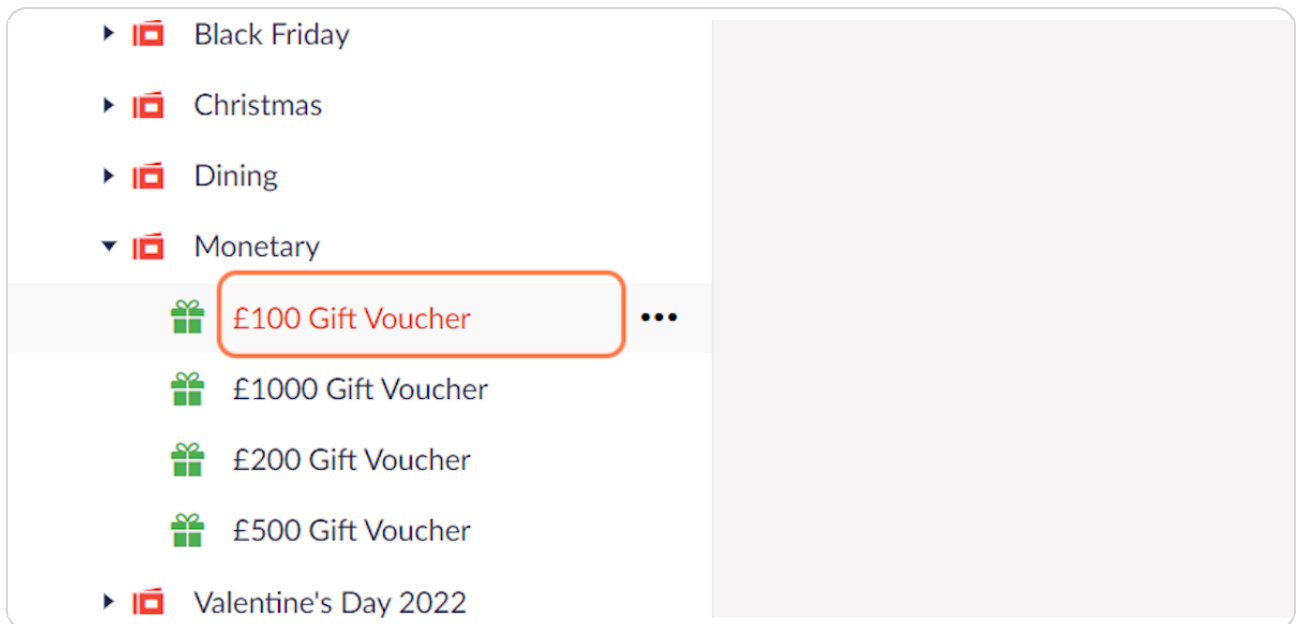 Black Friday
Christmas
Dining
Monetary
£100 Gift Voucher
£1000 Gift Voucher
£200 Gift Voucher
£500 Gift Voucher
Valentine's Day 2022